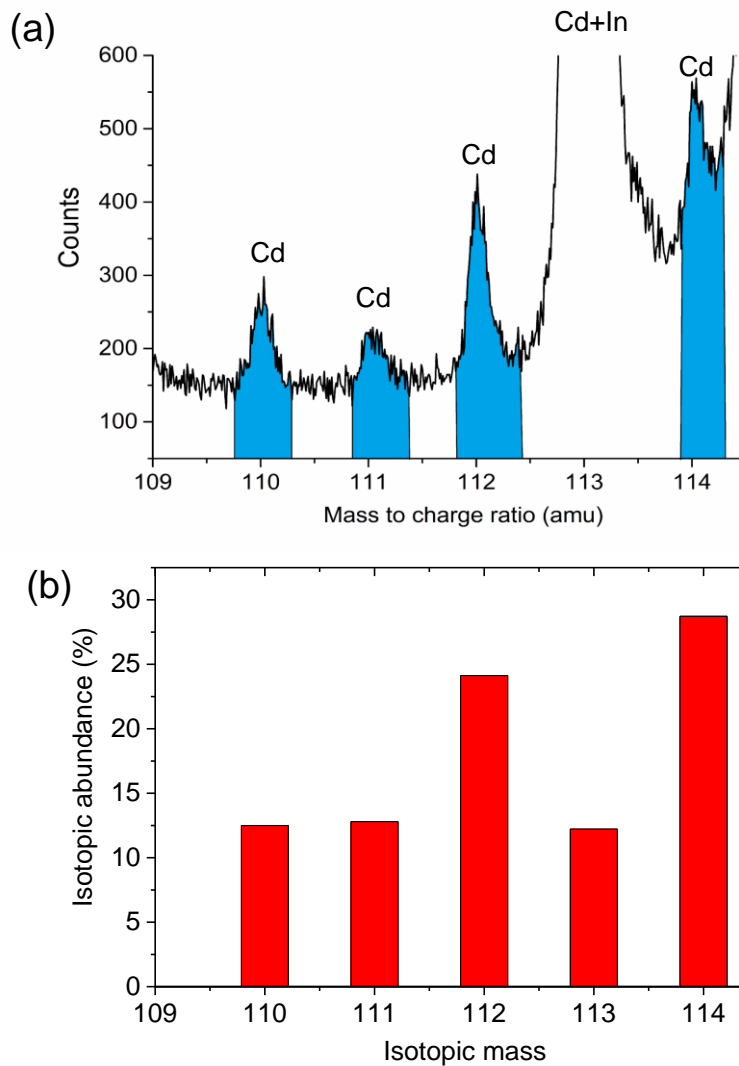 (a)
Cd+In
600
Cd
500
Cd
400
Counts
300
Cd
Cd
200
100
109 110 111 112 113 114
Mass to charge ratio (amu)
(b)
30
25
20
15
10
5
0
Isotopic abundance (%)
109 110 111 112 113 114
Isotopic mass